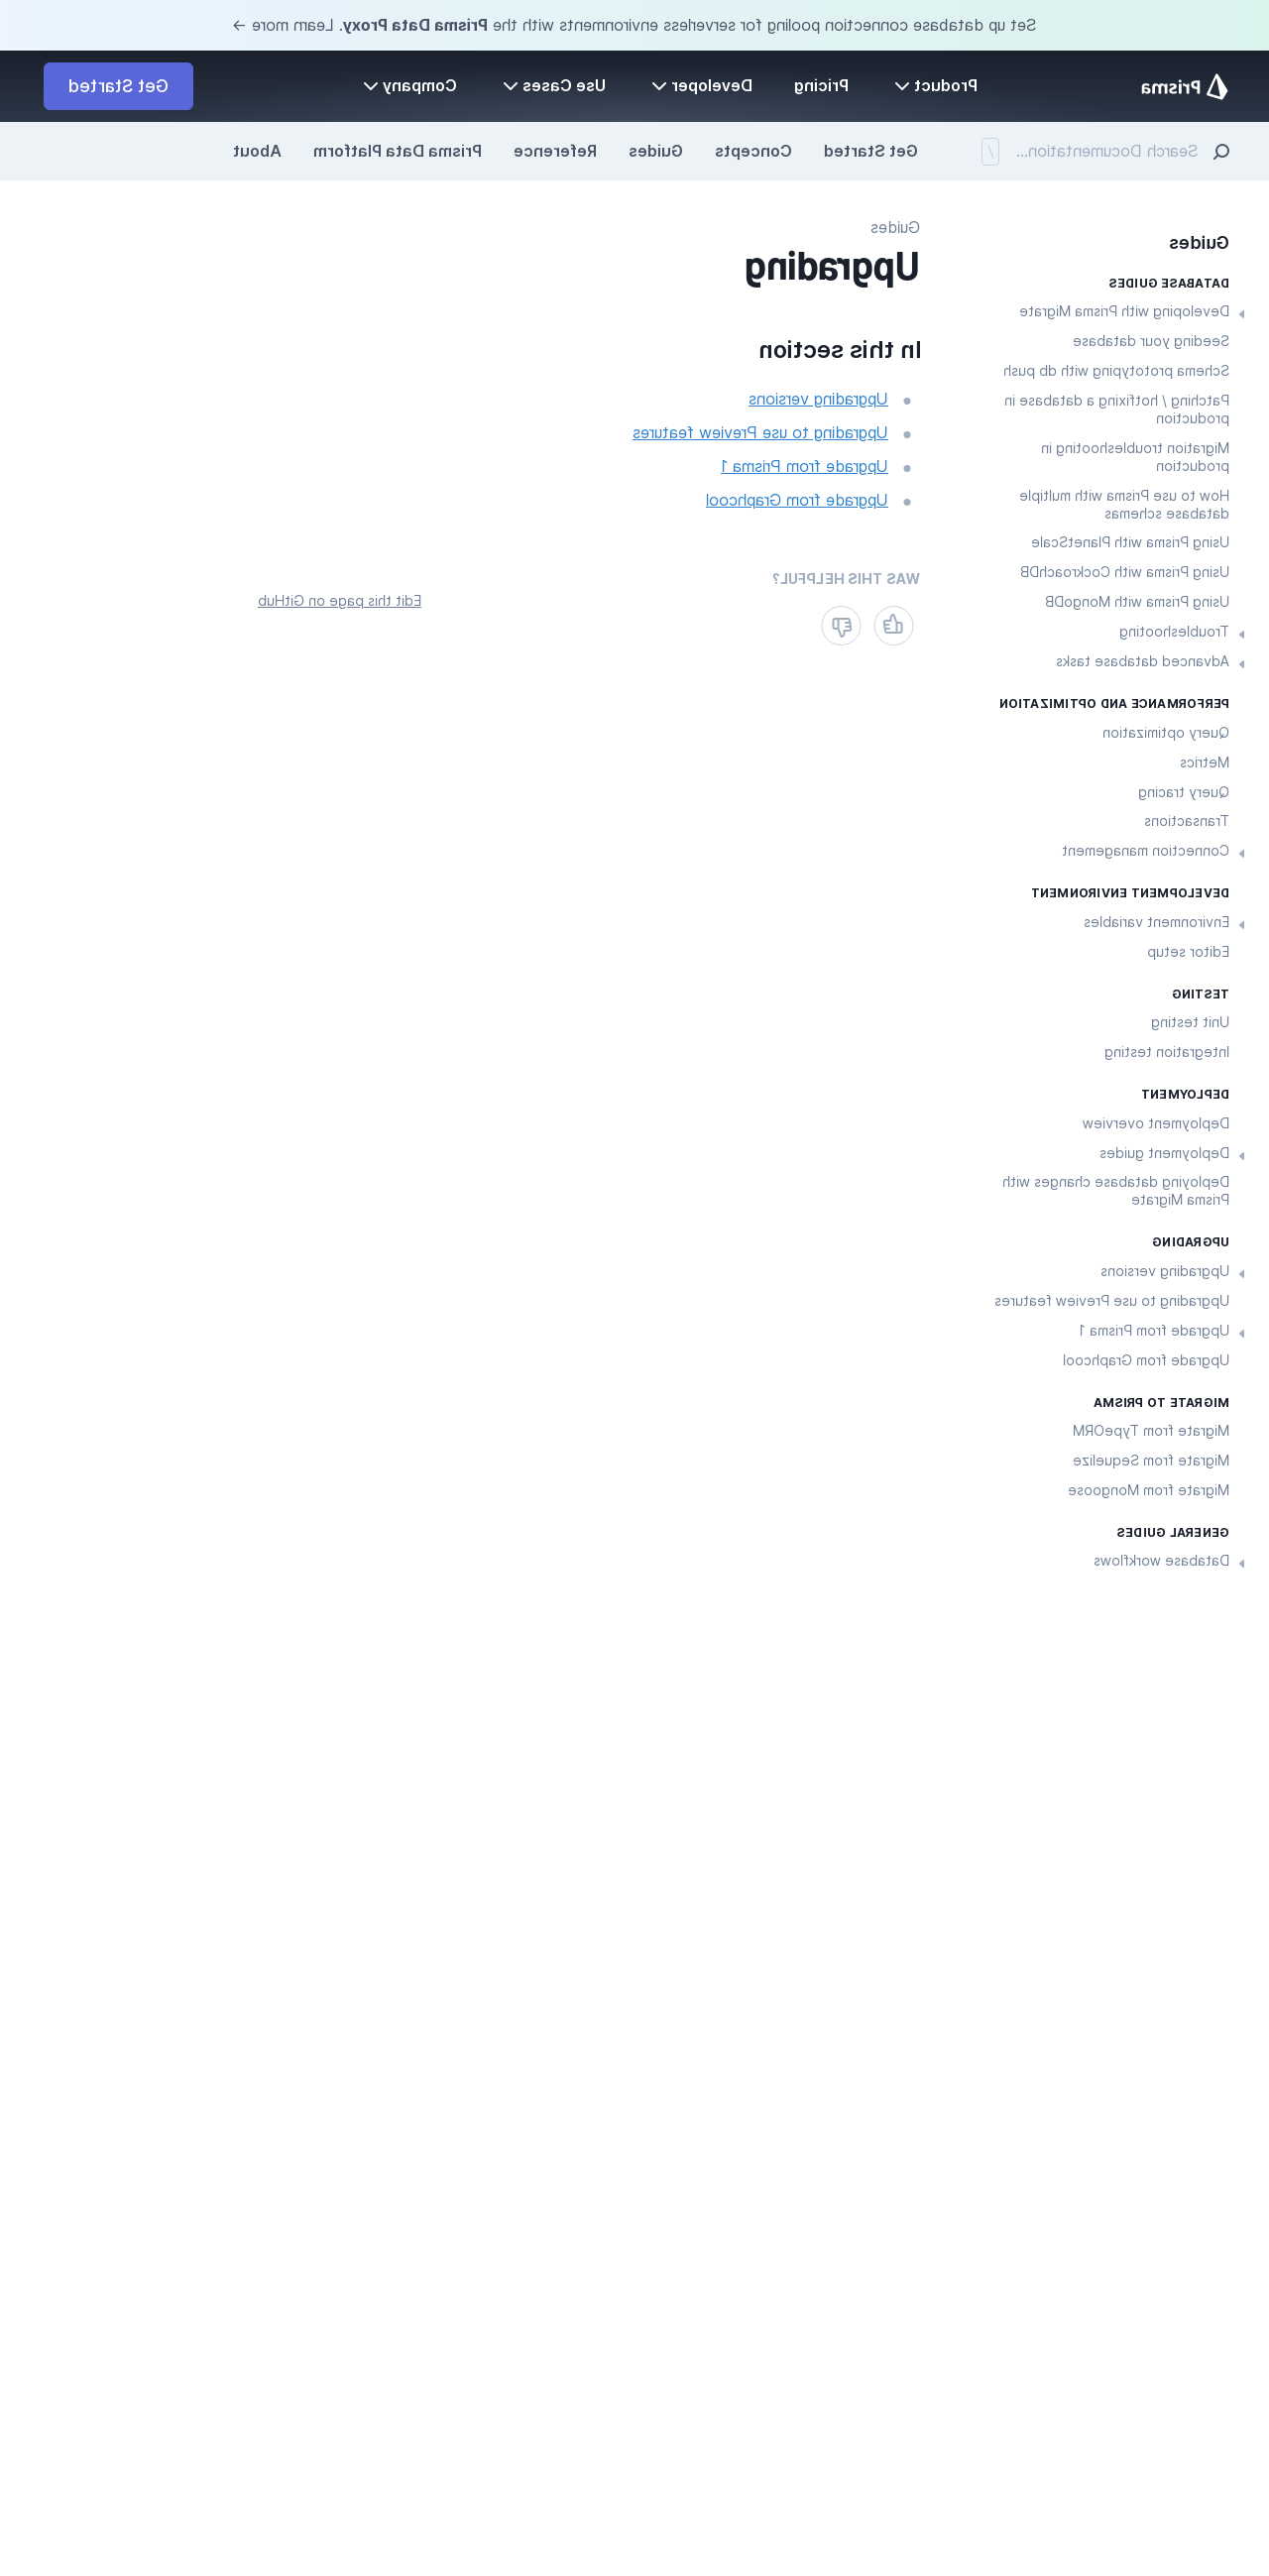 Set up database connection pooling for serverless environments with the Prisma Data Proxy. Learn more →
Prisma
Product
Pricing
Developer
Use Cases
Company
Get Started
Search Documentation... /
Get Started
Concepts
Guides
Reference
Prisma Data Platform
About
Guides
DATABASE GUIDES
Developing with Prisma Migrate
Seeding your database
Schema prototyping with db push
Patching / hotfixing a database in
production
Migration troubleshooting in
production
How to use Prisma with multiple
database schemas
Using Prisma with PlanetScale
Using Prisma with CockroachDB
Using Prisma with MongoDB
Troubleshooting
Advanced database tasks
PERFORMANCE AND OPTIMIZATION
Query optimization
Metrics
Query tracing
Transactions
Connection management
DEVELOPMENT ENVIRONMENT
Environment variables
Editor setup
TESTING
Unit testing
Integration testing
DEPLOYMENT
Deployment overview
Deployment guides
Deploying database changes with
Prisma Migrate
UPGRADING
Upgrading versions
Upgrading to use Preview features
Upgrade from Prisma 1
Upgrade from Graphcool
MIGRATE TO PRISMA
Migrate from TypeORM
Migrate from Sequelize
Migrate from Mongoose
GENERAL GUIDES
Database workflows
Guides
Upgrading
In this section
Upgrading versions
Upgrading to use Preview features
Upgrade from Prisma 1
Upgrade from Graphcool
WAS THIS HELPFUL?
Edit this page on GitHub